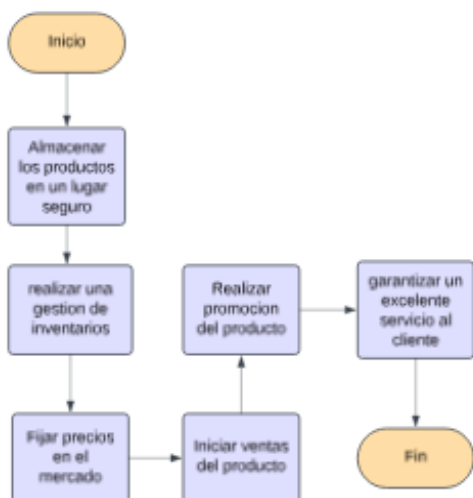 Inicio
Almacenar
los productos
en un lugar
seguro
realizar una
gestion de
inventarios
Fijar precios
en el
mercado
Iniciar ventas
del producto
Realizar
promocion
del producto
garantizar un
excelente
servicio al
cliente
Fin